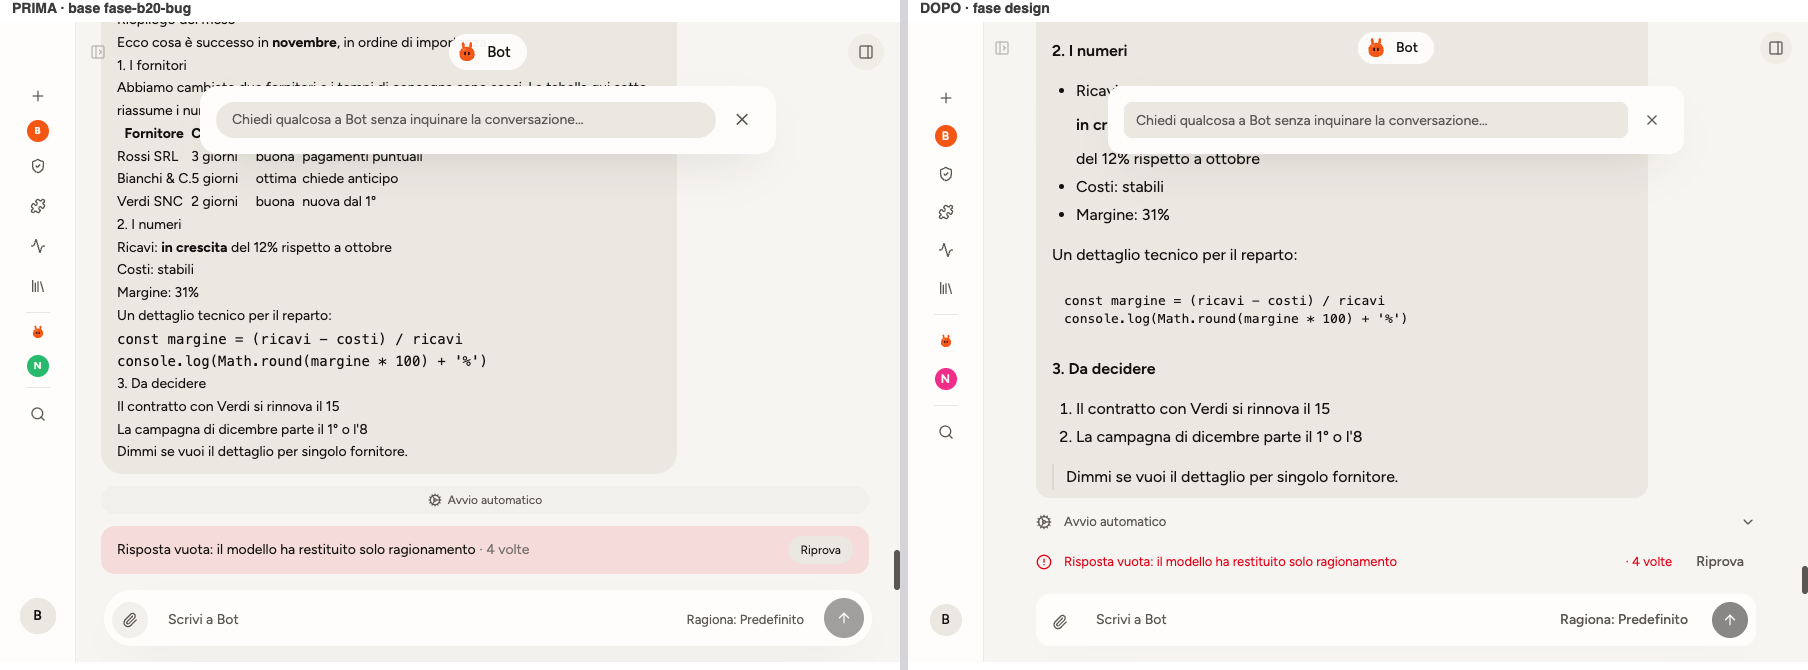 PRIMA · base fase-b20-bug
Ecco cosa è successo in novembre, in ordine di
Bot
1. I fornitori
riassume i
Chiedi qualcosa a Bot senza inquinare la conversazione...
Fornitore
Rossi SRL 3 giorni buona pagamenti puntuali
Bianchi & C. 5 giorni ottima chiede anticipo
Verdi SNC 2 giorni buona nuova dal 1°
2. I numeri
Ricavi: in crescita del 12% rispetto a ottobre
Costi: stabili
Margine: 31%
Un dettaglio tecnico per il reparto:
const margine = (ricavi − costi) / ricavi
console.log(Math.round(margine * 100) + '%')
3. Da decidere
Il contratto con Verdi si rinnova il 15
La campagna di dicembre parte il 1° o l'8
Dimmi se vuoi il dettaglio per singolo fornitore.
Avvio automatico
Risposta vuota: il modello ha restituito solo ragionamento · 4 volte
Riprova
Scrivi a Bot
Ragiona: Predefinito
B
N
B
DOPO · fase design
Bot
2. I numeri
Chiedi qualcosa a Bot senza inquinare la conversazione...
in
del 12% rispetto a ottobre
• Costi: stabili
• Margine: 31%
Un dettaglio tecnico per il reparto:
const margine = (ricavi − costi) / ricavi
console.log(Math.round(margine * 100) + '%')
3. Da decidere
1. Il contratto con Verdi si rinnova il 15
2. La campagna di dicembre parte il 1° o l'8
Dimmi se vuoi il dettaglio per singolo fornitore.
Avvio automatico
Risposta vuota: il modello ha restituito solo ragionamento
· 4 volte
Riprova
Scrivi a Bot
Ragiona: Predefinito
B
N
B